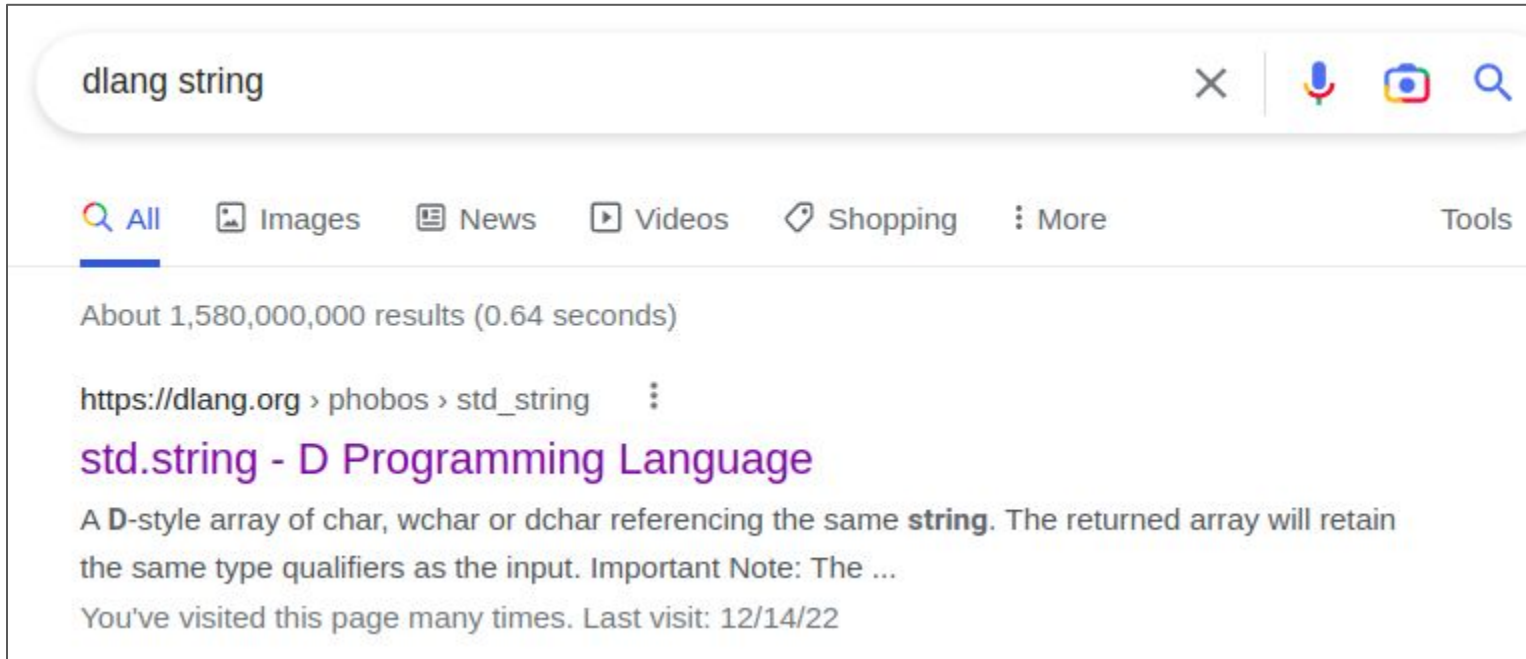 dlang string
All Images News Videos Shopping More Tools
About 1,580,000,000 results (0.64 seconds)
https://dlang.org › phobos › std_string
std.string - D Programming Language
A D-style array of char, wchar or dchar referencing the same string. The returned array will retain
the same type qualifiers as the input. Important Note: The ...
You've visited this page many times. Last visit: 12/14/22